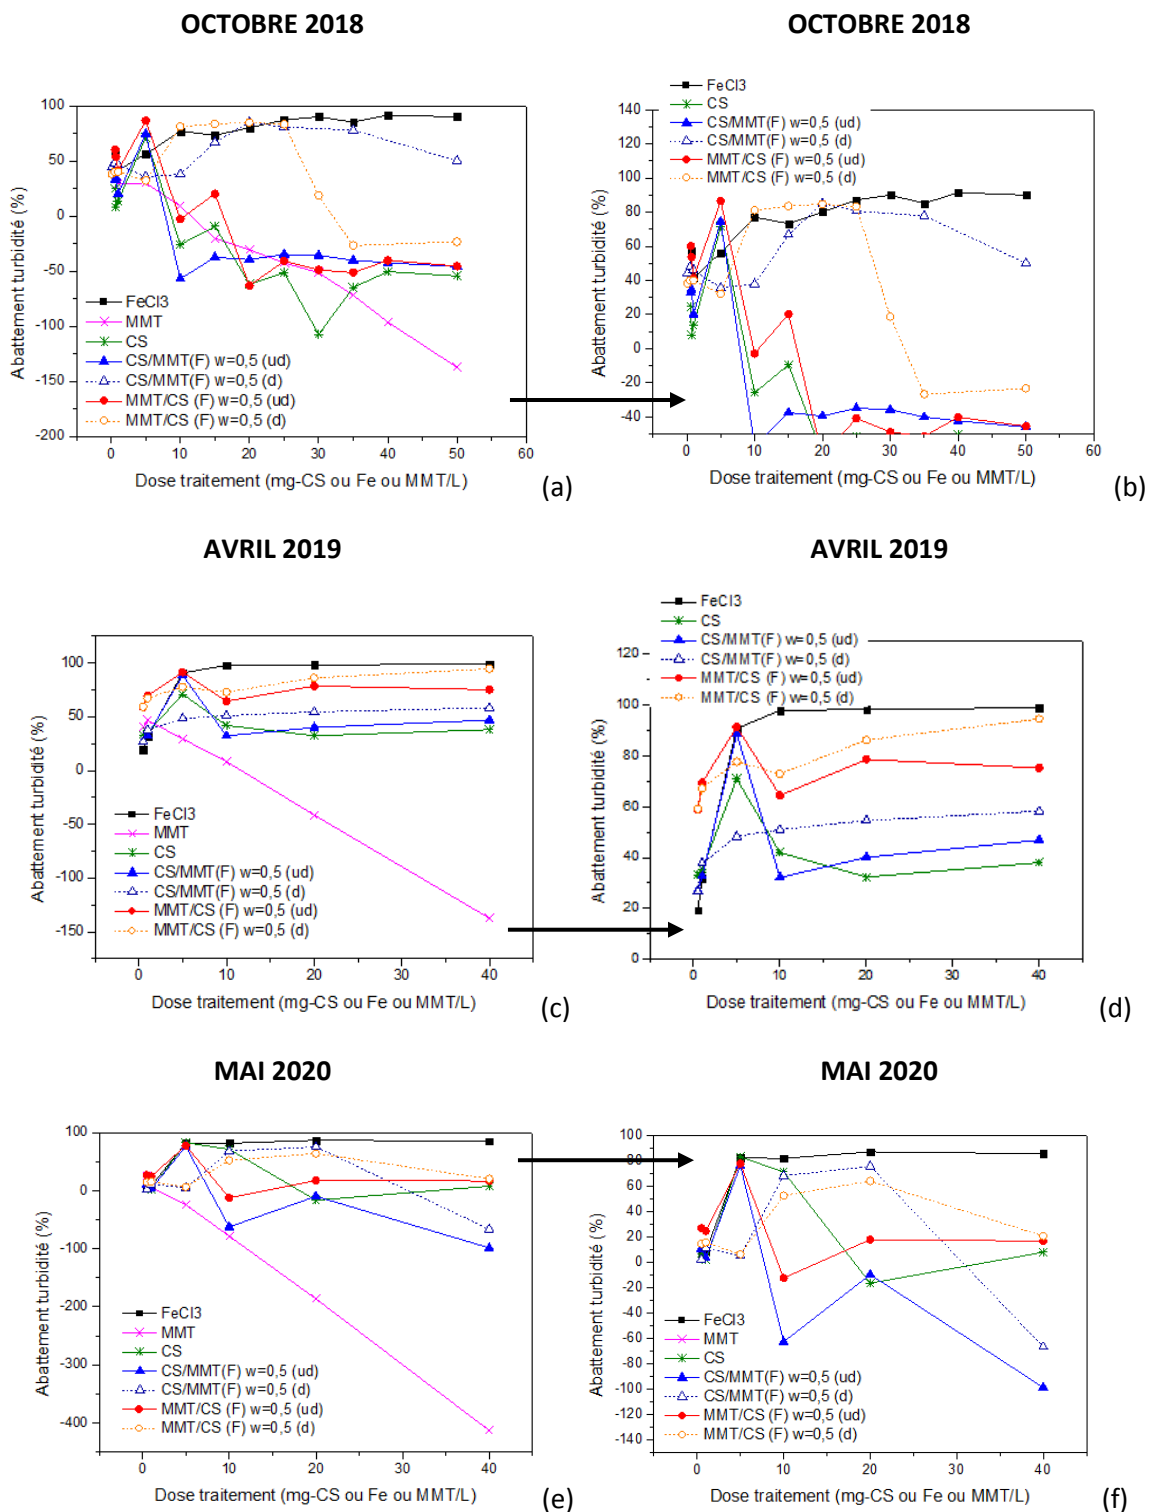 OCTOBRE 2018
100
50
0
-50
-100
-150
-200
Abattement turbidité (%)
FeCl3
MMT
CS
CS/MMT(F) w=0,5 (ud)
CS/MMT(F) w=0,5 (d)
MMT/CS (F) w=0,5 (ud)
MMT/CS (F) w=0,5 (d)
0 10 20 30 40 50 60
Dose traitement (mg-CS ou Fe ou MMT/L)
(a)
OCTOBRE 2018
FeCl3
CS
CS/MMT(F) w=0,5 (ud)
CS/MMT(F) w=0,5 (d)
MMT/CS (F) w=0,5 (ud)
MMT/CS (F) w=0,5 (d)
140
120
100
80
60
40
20
0
-20
-40
Abattement turbidité (%)
0 10 20 30 40 50 60
Dose traitement (mg-CS ou Fe ou MMT/L)
(b)
AVRIL 2019
100
50
0
-50
-100
-150
Abattement turbidité (%)
FeCl3
MMT
CS
CS/MMT(F) w=0,5 (ud)
CS/MMT(F) w=0,5 (d)
MMT/CS (F) w=0,5 (ud)
MMT/CS (F) w=0,5 (d)
0 10 20 30 40
Dose traitement (mg-CS ou Fe ou MMT/L)
(c)
AVRIL 2019
FeCl3
CS
CS/MMT(F) w=0,5 (ud)
CS/MMT(F) w=0,5 (d)
MMT/CS (F) w=0,5 (ud)
MMT/CS (F) w=0,5 (d)
120
100
80
60
40
20
0
Abattement turbidité (%)
0 10 20 30 40
Dose traitement (mg-CS ou Fe ou MMT/L)
(d)
MAI 2020
100
0
-100
-200
-300
-400
Abattement turbidité (%)
FeCl3
MMT
CS
CS/MMT(F) w=0,5 (ud)
CS/MMT(F) w=0,5 (d)
MMT/CS (F) w=0,5 (ud)
MMT/CS (F) w=0,5 (d)
0 10 20 30 40
Dose traitement (mg-CS ou Fe ou MMT/L)
(e)
MAI 2020
100
80
60
40
20
0
-20
-40
-60
-80
-100
-120
-140
Abattement turbidité (%)
FeCl3
MMT
CS
CS/MMT(F) w=0,5 (ud)
CS/MMT(F) w=0,5 (d)
MMT/CS (F) w=0,5 (ud)
MMT/CS (F) w=0,5 (d)
0 10 20 30 40
Dose traitement (mg-CS ou Fe ou MMT/L)
(f)